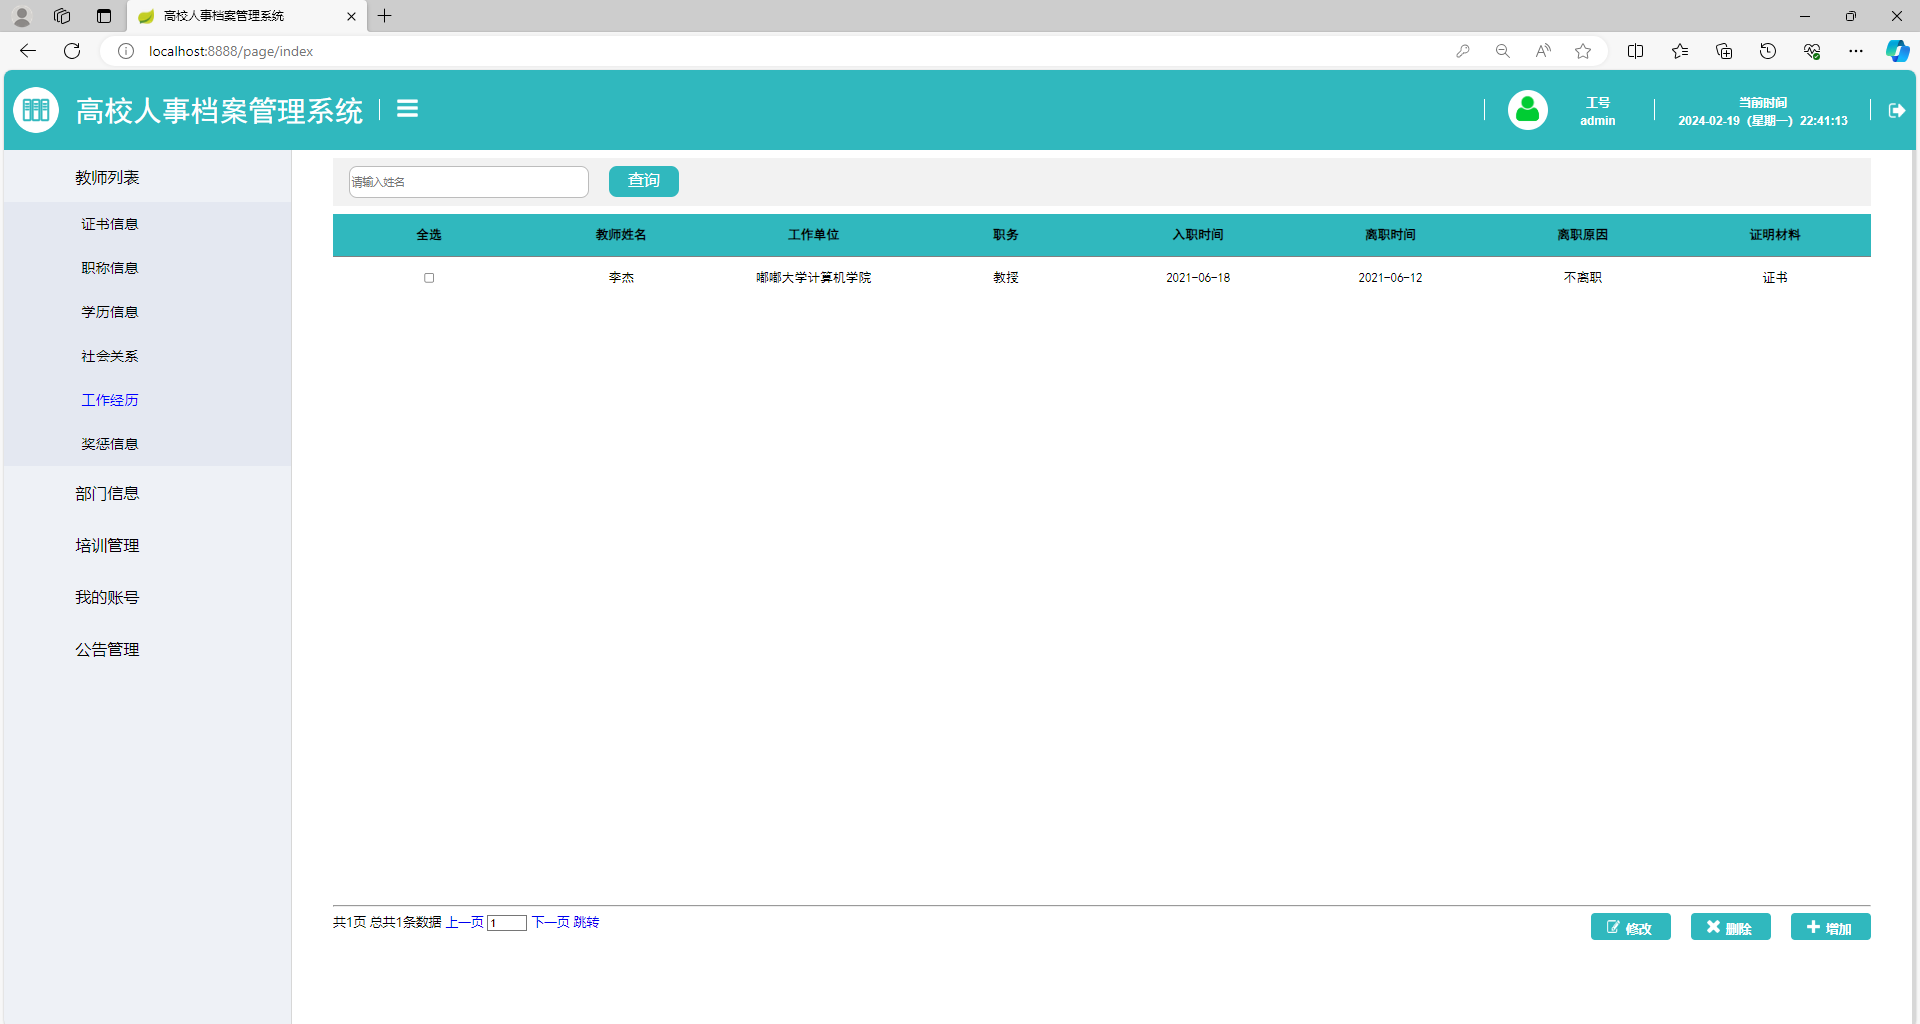 高校人事档案管理系统
localhost:8888/page/index
高校人事档案管理系统
工号
admin
当前时间
2024-02-19 (星期一) 22:41:13
教师列表
证书信息
职称信息
学历信息
社会关系
工作经历
奖惩信息
部门信息
培训管理
我的账号
公告管理
请输入姓名 查询
全选 教师姓名 工作单位 职务 入职时间 离职时间 离职原因 证明材料
李杰 嘟嘟大学计算机学院 教授 2021-06-18 2021-06-12 不离职 证书
共1页 总共1条数据 上一页 1 下一页 跳转
修改 删除 增加